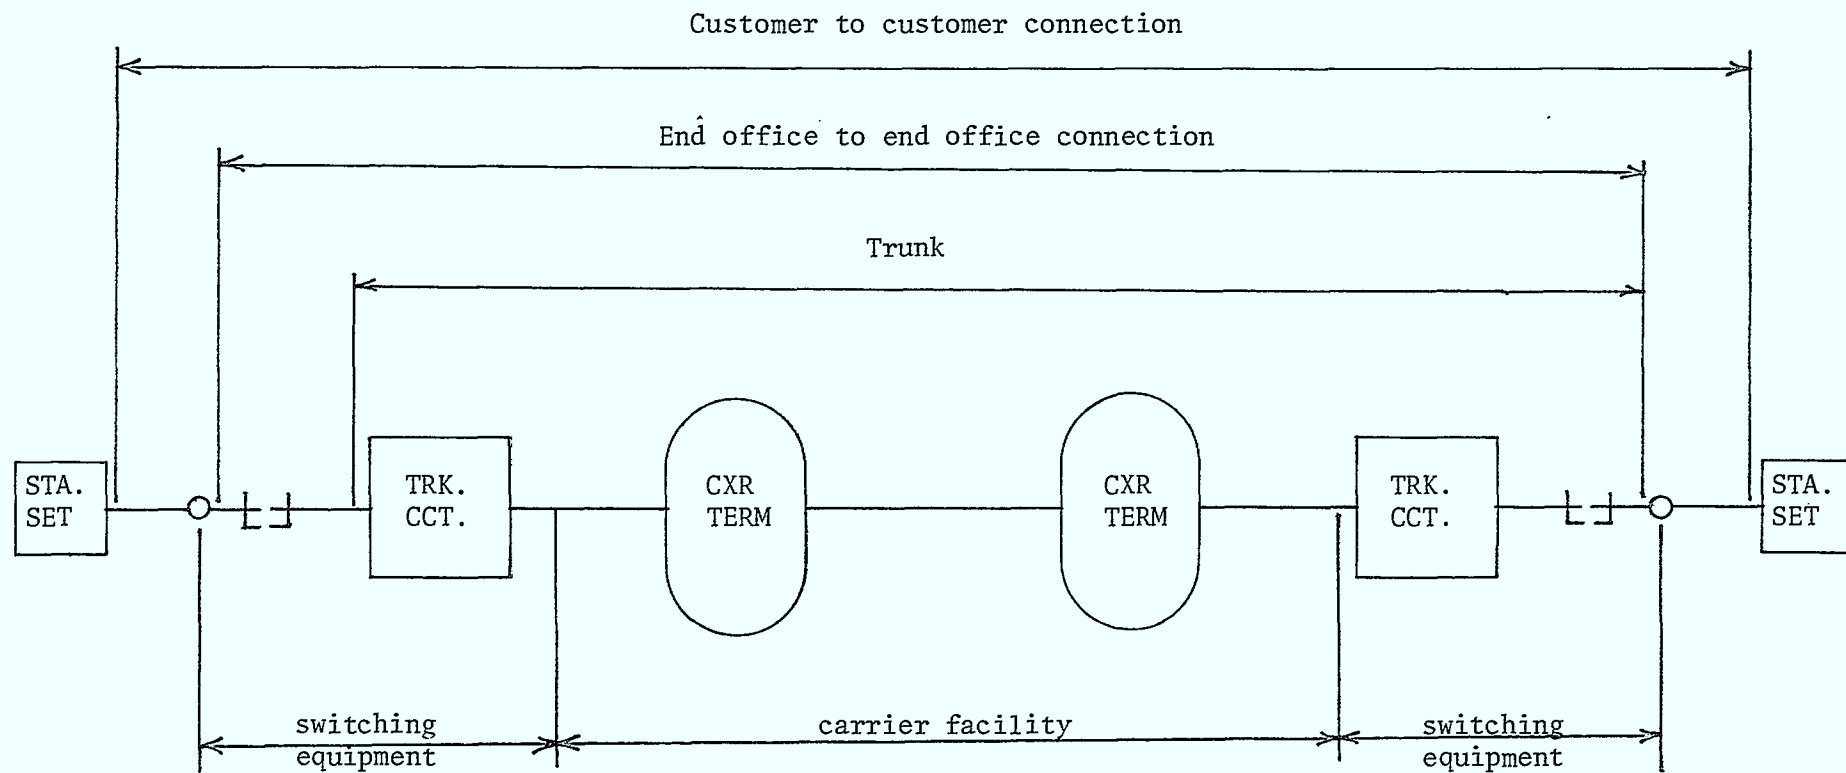 Customer to customer connection
End office to end office connection
Trunk
STA.
SET
TRK.
CCT.
CXR
TERM
CXR
TERM
TRK.
CCT.
STA.
SET
switching
equipment
carrier facility
switching
equipment